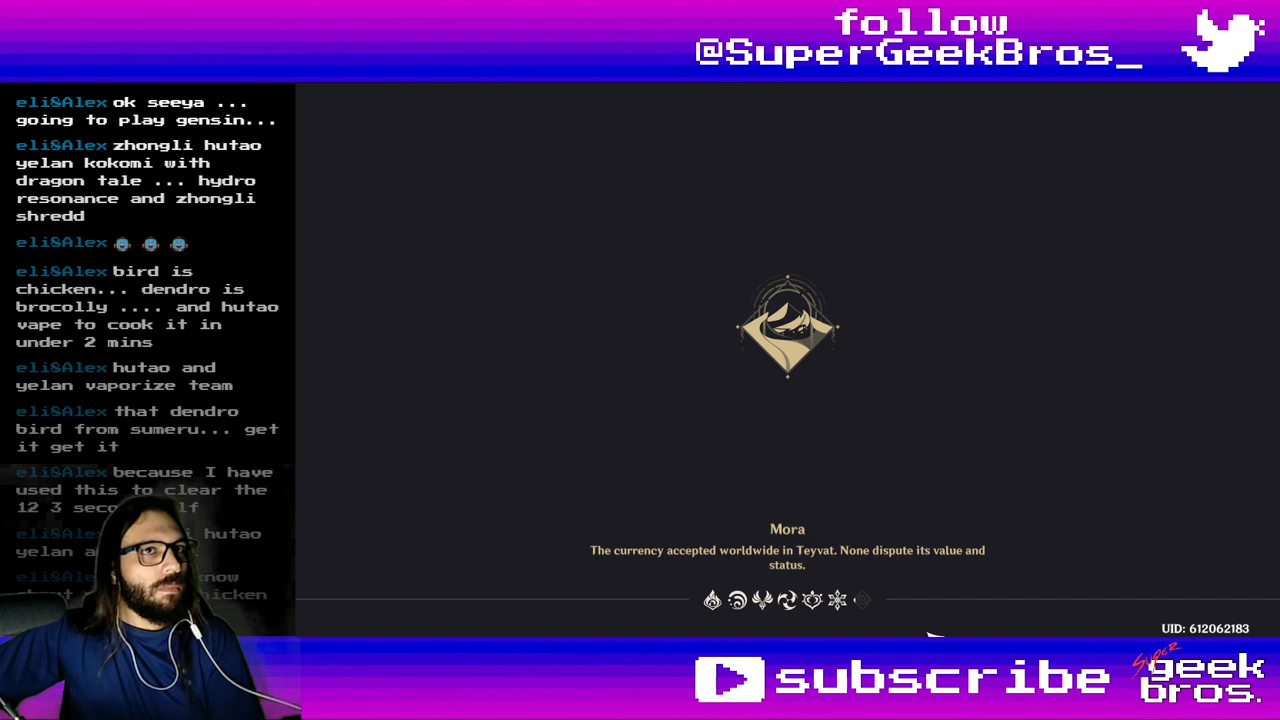 follow
@SuperGeekBros_
eli&Alex ok seeya ...
going to play gensin...
eli&Alex zhongli hutao
yelan kokomi with
dragon tale ... hydro
resonance and zhongli
shredd
eli&Alex
eli&Alex bird is
chicken... dendro is
brocolly .... and hutao
vape to cook it in
under 2 mins
eli&Alex hutao and
yelan vaporize team
eli&Alex that dendro
bird from sumeru... get
it get it
eli&Alex because I have
used this to clear the
12 3
hutao
yelan
Mora
The currency accepted worldwide in Teyvat. None dispute its value and
status.
UID: 612062183
subscribe
SUPER
geek
bros.